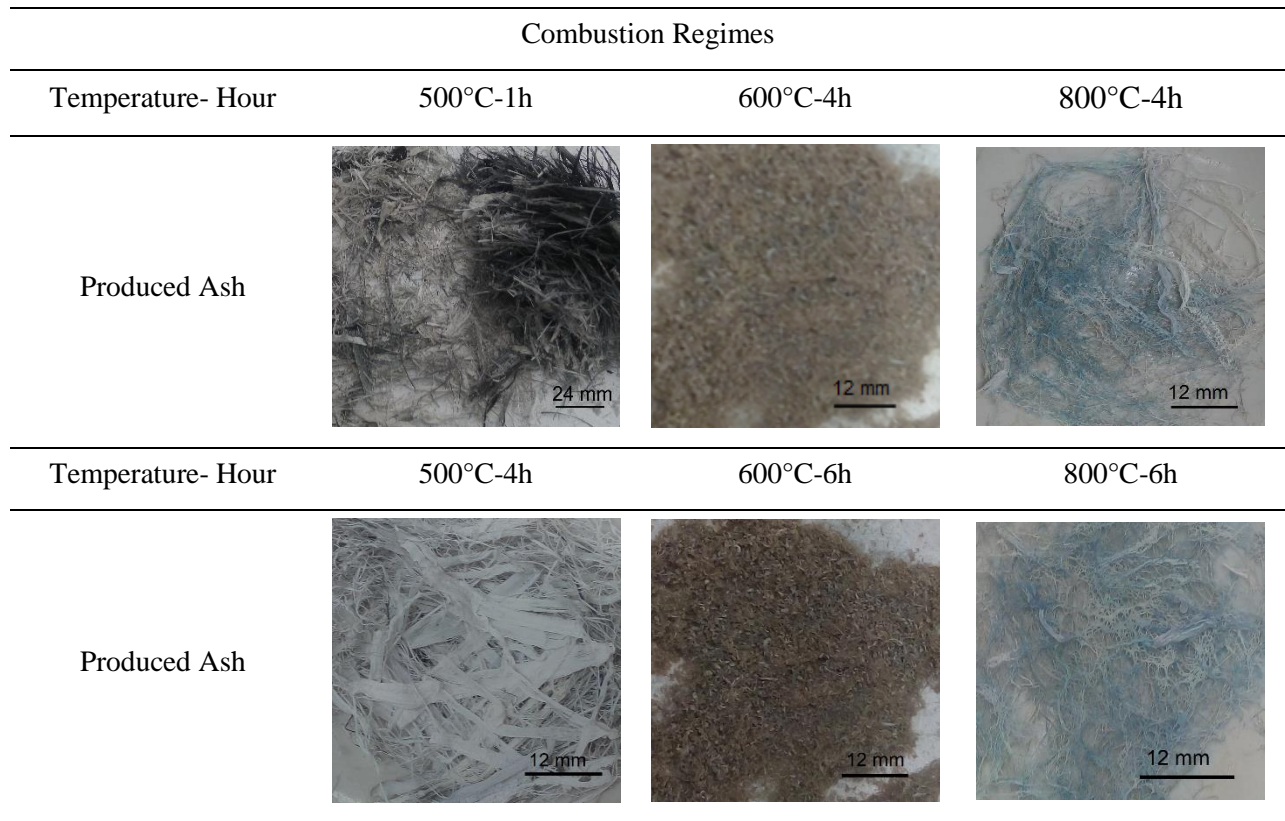 Combustion Regimes
Temperature- Hour 500°C-1h 600°C-4h 800°C-4h
Produced Ash
24 mm 12 mm 12 mm
Temperature- Hour 500°C-4h 600°C-6h 800°C-6h
Produced Ash
12 mm 12 mm 12 mm